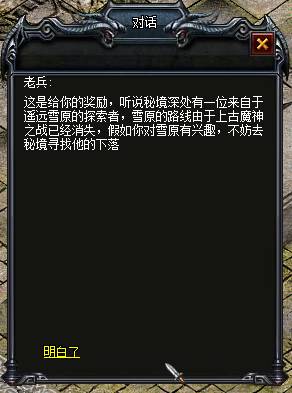 对话
老兵:
这是给你的奖励，听说秘境深处有一位来自于
遥远雪原的探索者，雪原的路线由于上古魔神
之战已经消失，假如你对雪原有兴趣，不妨去
秘境寻找他的下落
明白了